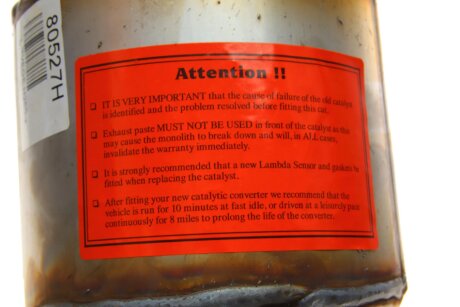 80527H
Attention !!
❑ IT IS VERY IMPORTANT that the cause of failure of the old catalyst
is identified and the problem resolved before fitting this cat.
❑ Exhaust paste MUST NOT BE USED in front of the catalyst as this
may cause the monolith to break down and will, in ALL cases,
invalidate the warranty immediately.
❑ It is strongly recommended that a new Lambda Sensor and gaskets be
fitted when replacing the catalyst.
❑ After fitting your new catalytic converter we recommend that the
vehicle is run for 10 minutes at fast idle, or driven at a leisurely pace
continuously for 8 miles to prolong the life of the converter.